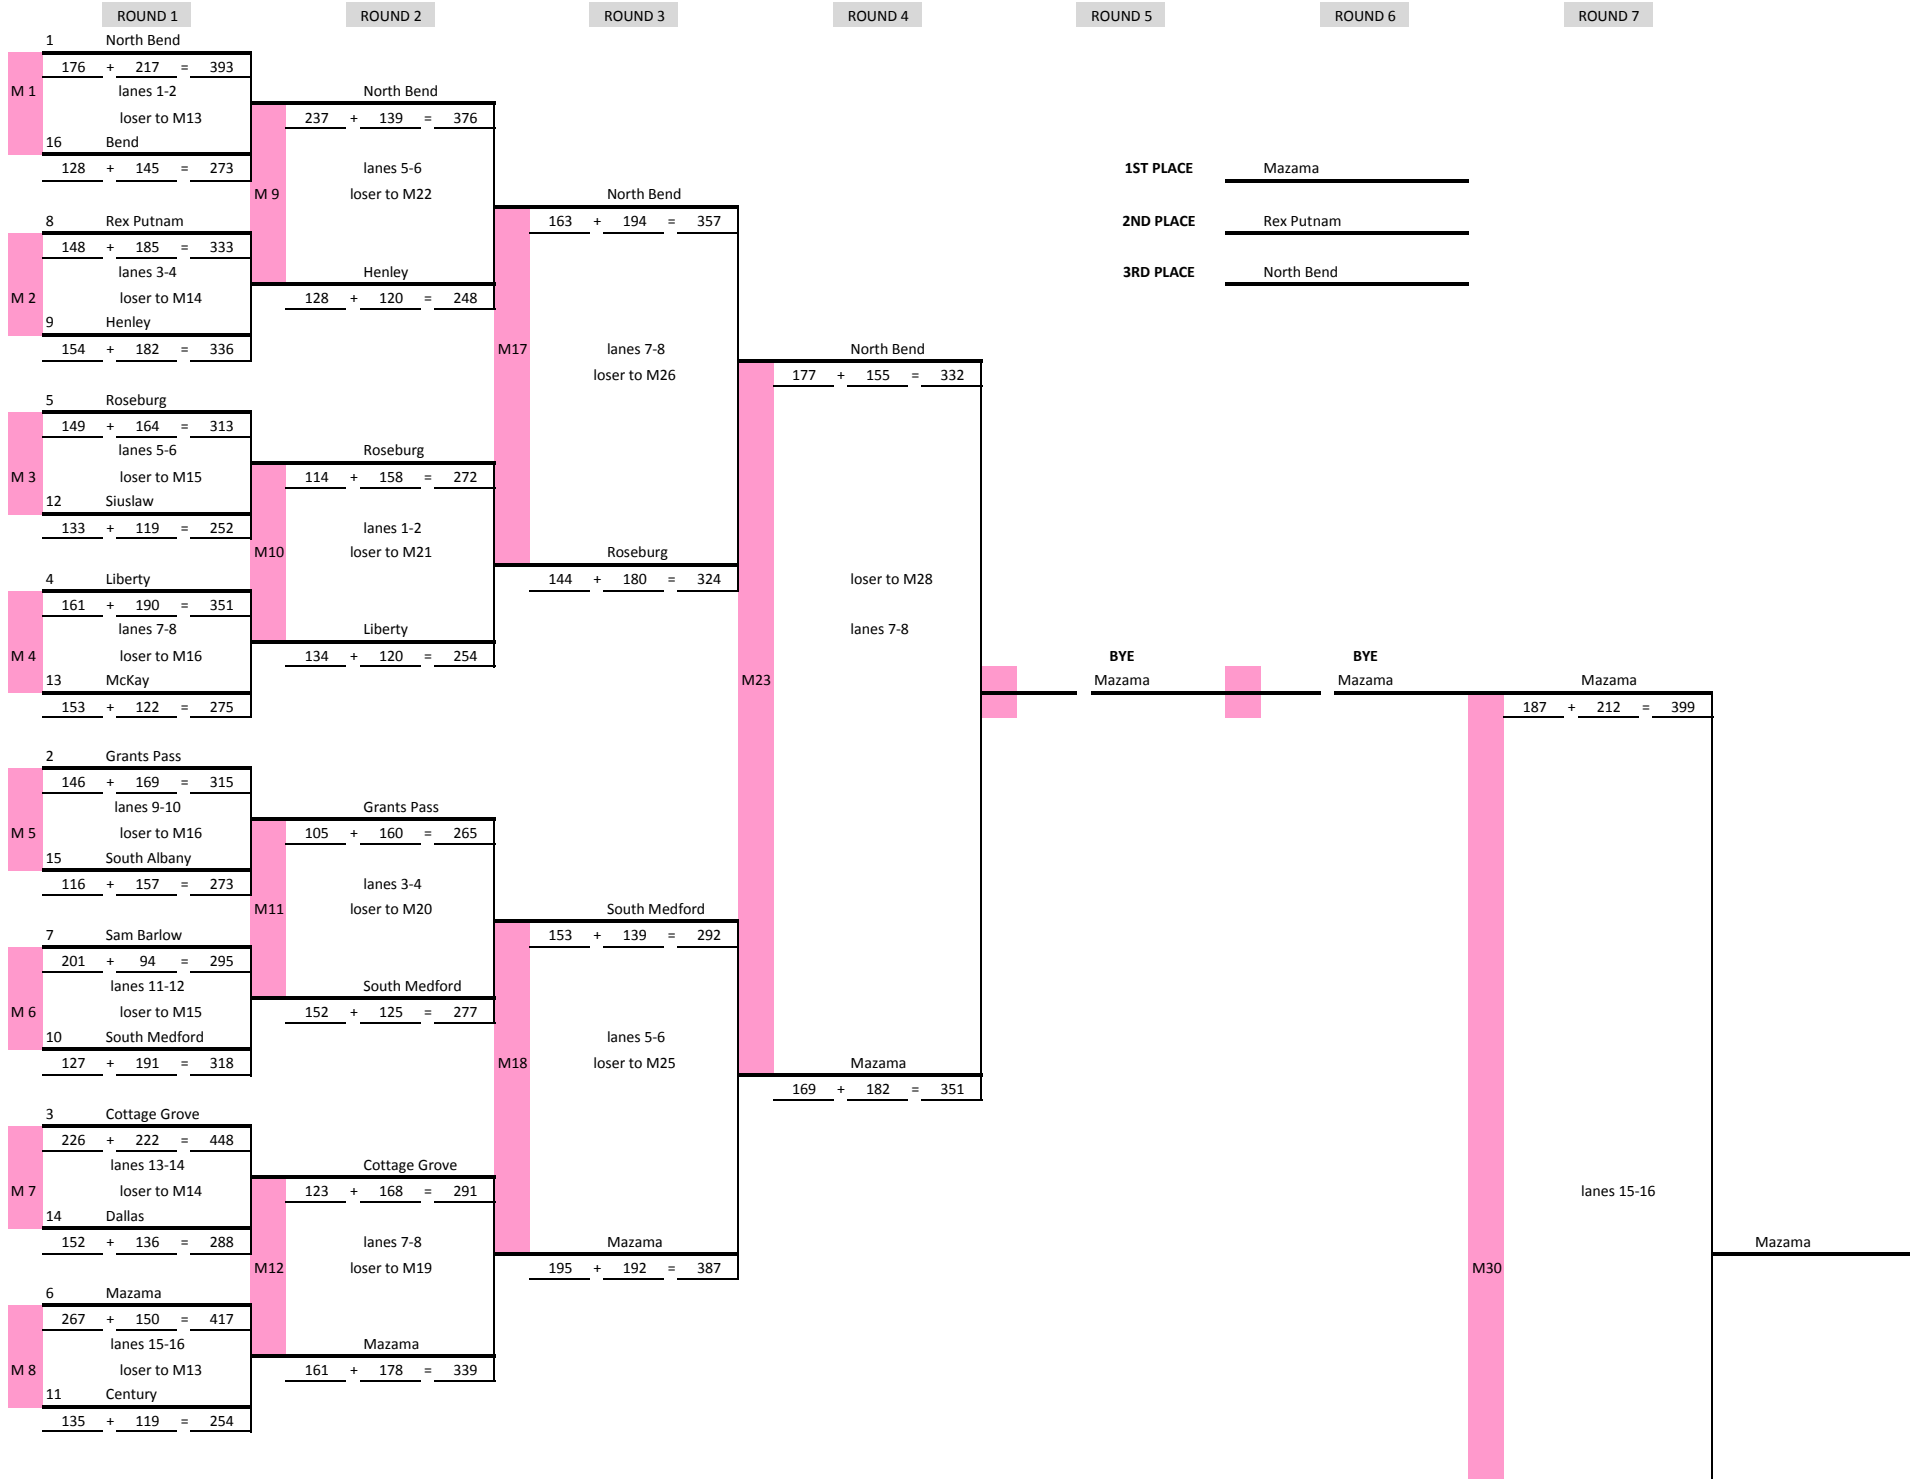 ROUND 1 ROUND 2 ROUND 3 ROUND 4 ROUND 5 ROUND 6 ROUND 7
1 North Bend
176 + 217 = 393
M 1 lanes 1-2
loser to M13
16 Bend
128 + 145 = 273
8 Rex Putnam
148 + 185 = 333
lanes 3-4
M 2 loser to M14
9 Henley
154 + 182 = 336
5 Roseburg
149 + 164 = 313
lanes 5-6
M 3 loser to M15
12 Siuslaw
133 + 119 = 252
4 Liberty
161 + 190 = 351
lanes 7-8
M 4 loser to M16
13 McKay
153 + 122 = 275
2 Grants Pass
146 + 169 = 315
lanes 9-10
M 5 loser to M16
15 South Albany
116 + 157 = 273
7 Sam Barlow
201 + 94 = 295
lanes 11-12
M 6 loser to M15
10 South Medford
127 + 191 = 318
3 Cottage Grove
226 + 222 = 448
lanes 13-14
M 7 loser to M14
14 Dallas
152 + 136 = 288
6 Mazama
267 + 150 = 417
lanes 15-16
M 8 loser to M13
11 Century
135 + 119 = 254
North Bend
237 + 139 = 376
lanes 5-6
M 9 loser to M22
Henley
128 + 120 = 248
Roseburg
114 + 158 = 272
lanes 1-2
M10 loser to M21
Liberty
134 + 120 = 254
Grants Pass
105 + 160 = 265
lanes 3-4
M11 loser to M20
South Medford
152 + 125 = 277
Cottage Grove
123 + 168 = 291
lanes 7-8
M12 loser to M19
Mazama
161 + 178 = 339
North Bend
163 + 194 = 357
M17 lanes 7-8
loser to M26
Roseburg
144 + 180 = 324
South Medford
153 + 139 = 292
lanes 5-6
M18 loser to M25
Mazama
195 + 192 = 387
North Bend
177 + 155 = 332
loser to M28
lanes 7-8
M23
Mazama
169 + 182 = 351
1ST PLACE Mazama
2ND PLACE Rex Putnam
3RD PLACE North Bend
BYE
Mazama
BYE
Mazama
Mazama
187 + 212 = 399
lanes 15-16
M30
Mazama